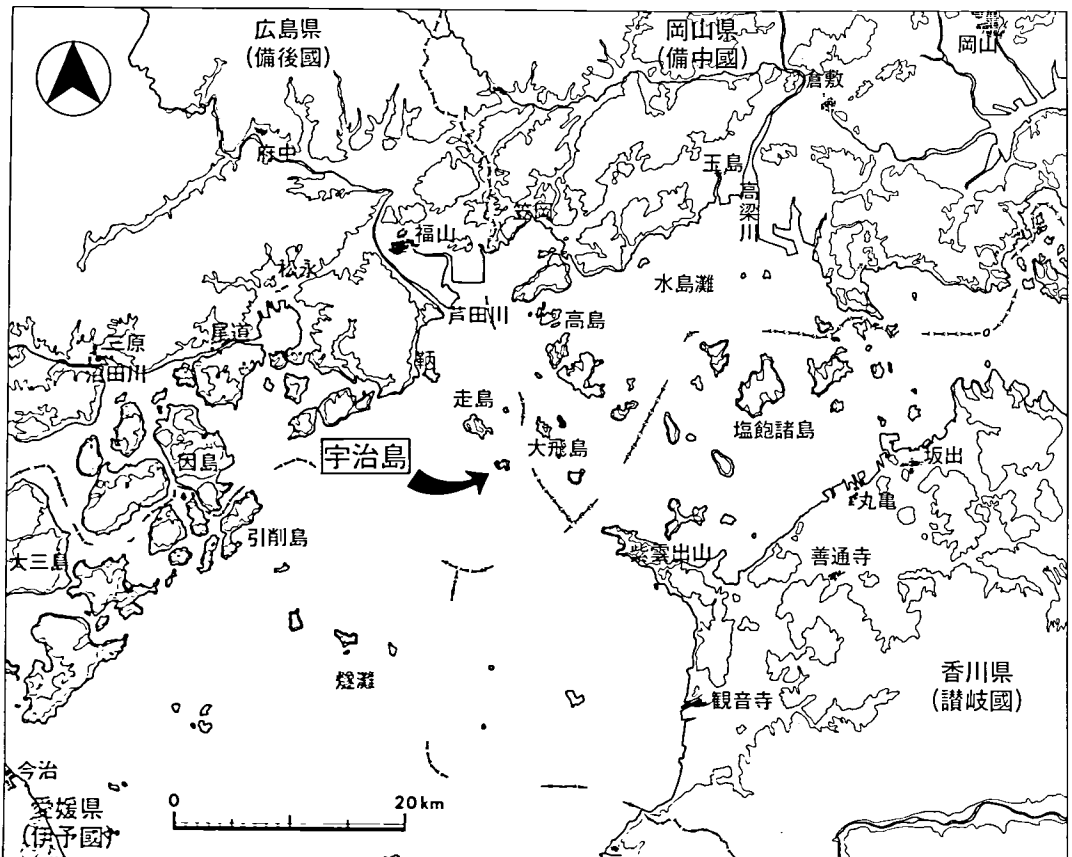 広島県
(備後國)
岡山県
(備中國)
岡山
倉敷
府中
玉島
高梁川
笠岡
福山
松永
水島灘
芦田川
高島
尾道
三原
沼田川
鞆
走島
大飛島
塩飽諸島
宇治島
坂出
因島
丸亀
引削島
紫雲出山
善通寺
大三島
燧灘
香川県
(讃岐國)
観音寺
今治
0
20km
愛媛県
(伊予國)